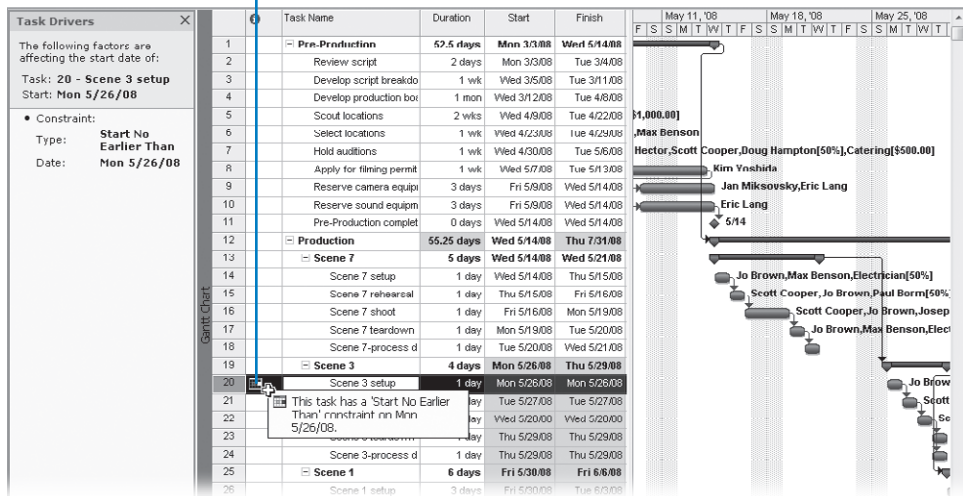 Task Drivers
The following factors are
affecting the start date of:
Task: 20 - Scene 3 setup
Start: Mon 5/26/08
• Constraint:
Type: Start No
Earlier Than
Date: Mon 5/26/08
Gantt Chart
Task Name Duration Start Finish
1 Pre-Production 52.5 days Mon 3/3/08 Wed 5/14/08
2 Review script 2 days Mon 3/3/08 Tue 3/4/08
3 Develop script breakdo 1 wk Wed 3/5/08 Tue 3/11/08
4 Develop production boa 1 mon Wed 3/12/08 Tue 4/8/08
5 Scout locations 2 wks Wed 4/9/08 Tue 4/22/08
6 Select locations 1 wk Wed 4/23/08 Tue 4/29/08
7 Hold auditions 1 wk Wed 4/30/08 Tue 5/6/08
8 Apply for filming permit 1 wk Wed 5/7/08 Tue 5/13/08
9 Reserve camera equip 3 days Fri 5/9/08 Wed 5/14/08
10 Reserve sound equipm 3 days Fri 5/9/08 Wed 5/14/08
11 Pre-Production complet 0 days Wed 5/14/08 Wed 5/14/08
12 Production 55.25 days Wed 5/14/08 Thu 7/31/08
13 Scene 7 5 days Wed 5/14/08 Wed 5/21/08
14 Scene 7 setup 1 day Wed 5/14/08 Thu 5/15/08
15 Scene 7 rehearsal 1 day Thu 5/15/08 Fri 5/16/08
16 Scene 7 shoot 1 day Fri 5/16/08 Mon 5/19/08
17 Scene 7 teardown 1 day Mon 5/19/08 Tue 5/20/08
18 Scene 7-process d 1 day Tue 5/20/08 Wed 5/21/08
19 Scene 3 4 days Mon 5/26/08 Thu 5/29/08
20 Scene 3 setup 1 day Mon 5/26/08 Mon 5/26/08
21 day Tue 5/27/08 Tue 5/27/08
22 day
23 day Thu 5/29/08 Thu 5/29/08
24 Scene 3-process d 1 day Thu 5/29/08 Thu 5/29/08
25 Scene 1 6 days Fri 5/30/08 Fri 6/6/08
26 Scene 1 setup 3 days Fri 5/30/08 Tue 6/3/08
This task has a 'Start No Earlier
Than' constraint on Mon
5/26/08.
May 11, '08 May 18, '08 May 25, '08
F S S M T W T F S S M T W T F S S M T W T
$1,000.00]
,Max Benson
Hector,Scott Cooper,Doug Hampton[50%],Catering[$500.00]
Kim Yoshida
Jan Miksovsky,Eric Lang
Eric Lang
5/14
Jo Brown,Max Benson,Electrician[50%]
Scott Cooper,Jo Brown,Paul Borm[50%]
Scott Cooper,Jo Brown,Josep
Jo Brown,Max Benson,Elect
Jo Brow
Scott
Sc